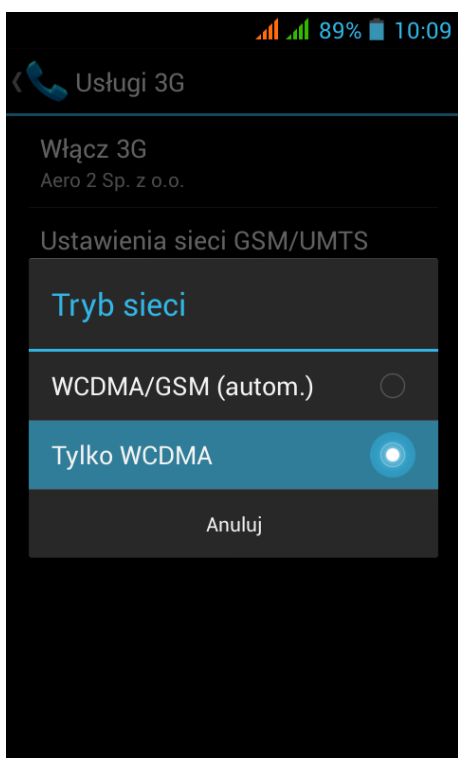 89% 10:09
Usługi 3G
Włącz 3G
Aero 2 Sp. z o.o.
Ustawienia sieci GSM/UMTS
Tryb sieci
WCDMA/GSM (autom.)
Tylko WCDMA
Anuluj